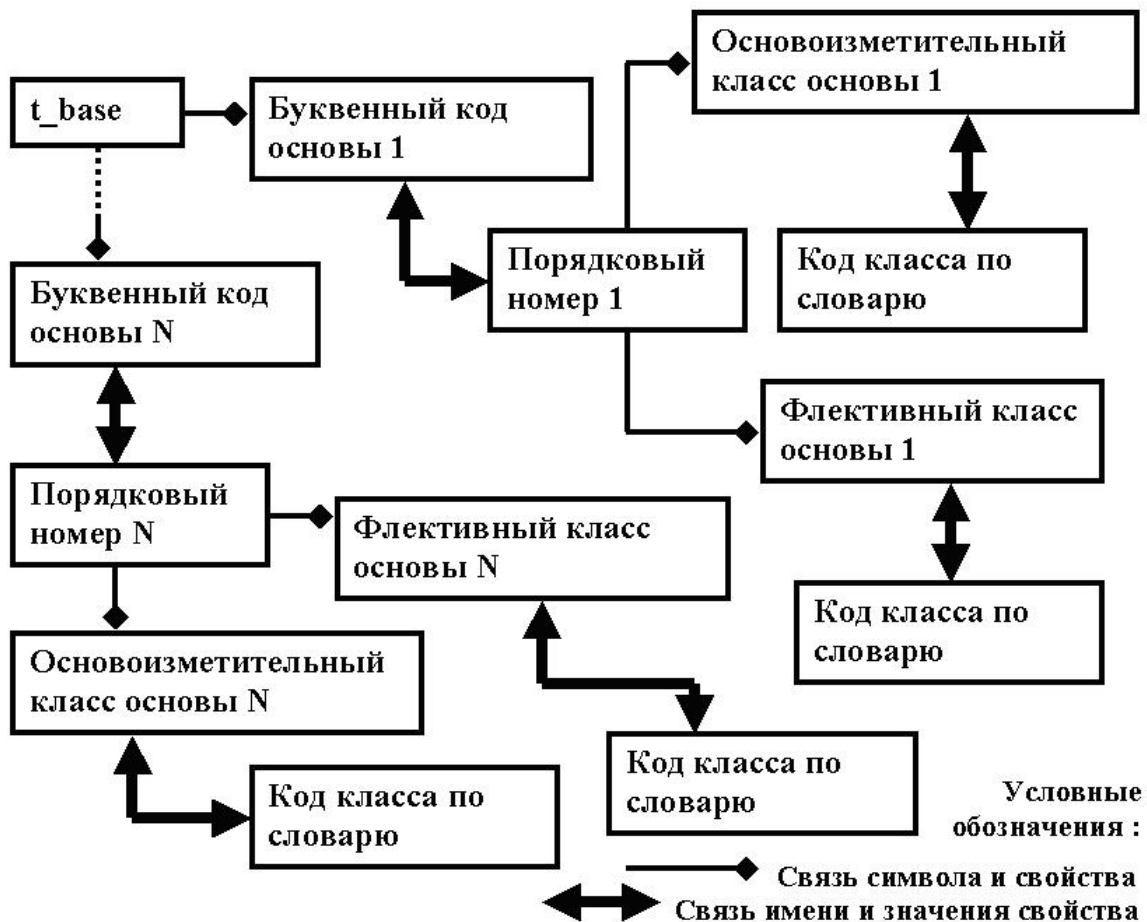 Основоизметительный
класс основы 1
t_base
Буквенный код
основы 1
Порядковый
номер 1
Код класса по
словарю
Буквенный код
основы N
Флективный класс
основы 1
Порядковый
номер N
Флективный класс
основы N
Код класса по
словарю
Основоизметительный
класс основы N
Код класса по
словарю
Код класса по
словарю
Условные
обозначения :
Связь символа и свойства
Связь имени и значения свойства